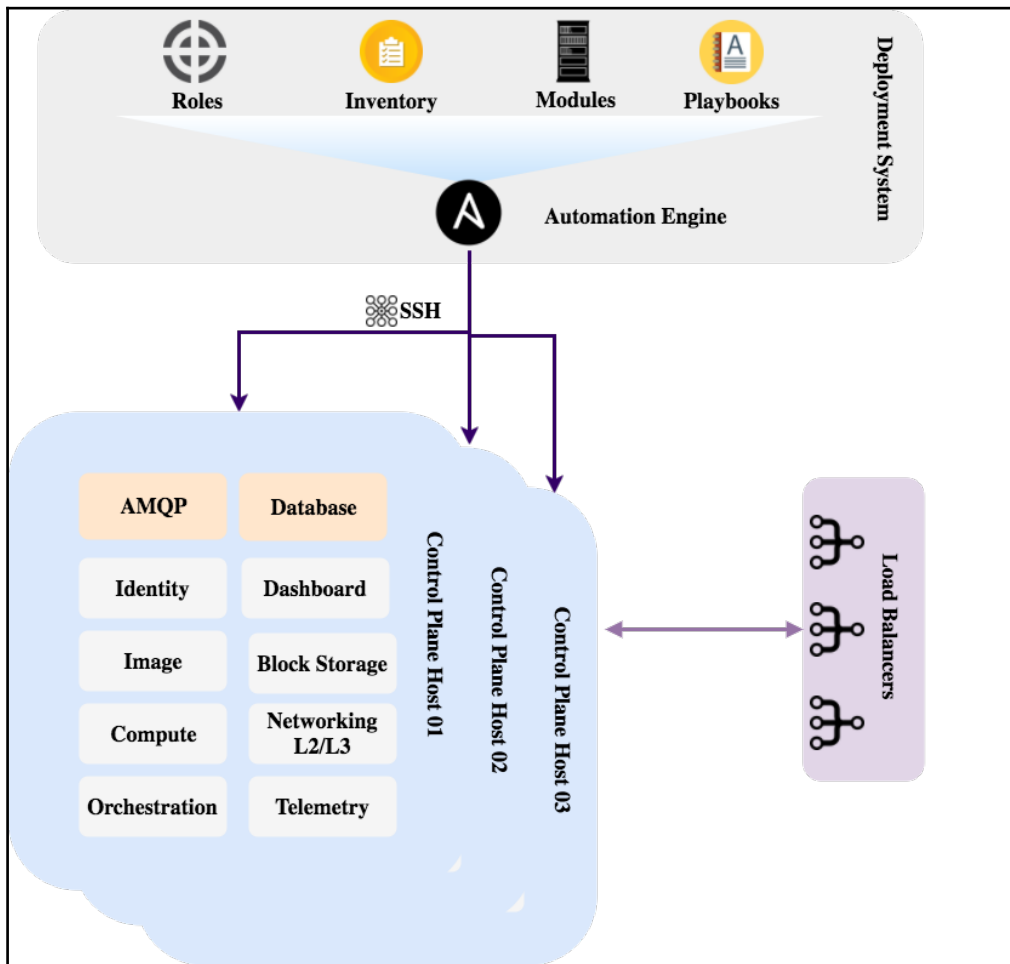 Roles
Inventory
Modules
Playbooks
Deployment System
Automation Engine
SSH
AMQP
Database
Identity
Dashboard
Image
Block Storage
Compute
Networking
L2/L3
Orchestration
Telemetry
Control Plane Host 01
Control Plane Host 02
Control Plane Host 03
Load Balancers